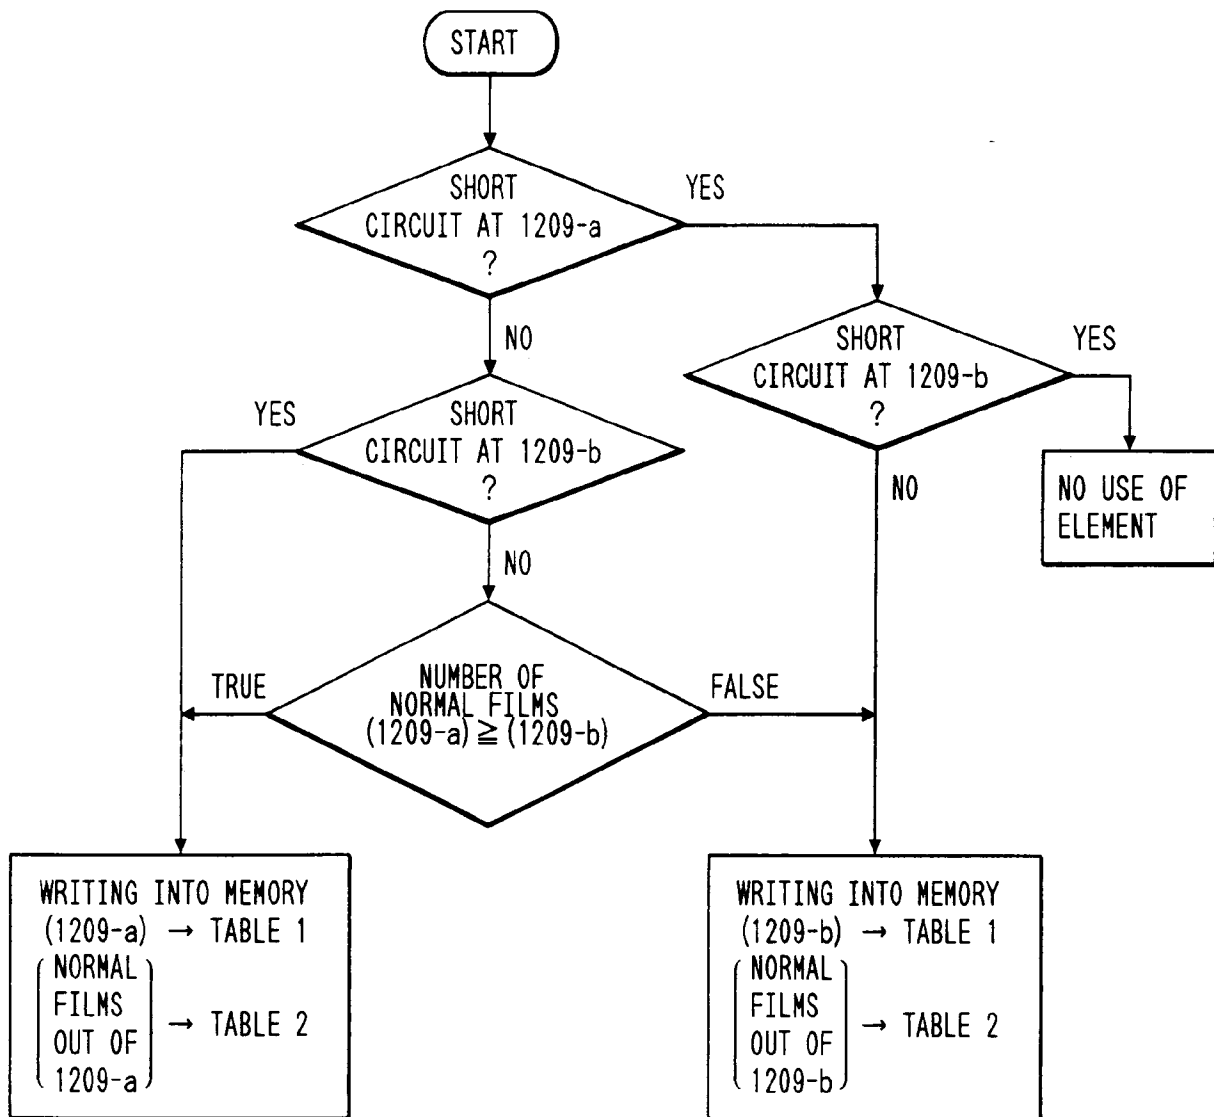 START
SHORT
CIRCUIT AT 1209-a
?
YES
NO
SHORT
CIRCUIT AT 1209-b
?
YES
NO
NO USE OF
ELEMENT
YES
SHORT
CIRCUIT AT 1209-b
?
NO
NUMBER OF
NORMAL FILMS
(1209-a) ≧ (1209-b)
TRUE
FALSE
WRITING INTO MEMORY
(1209-a) → TABLE 1
NORMAL
FILMS
OUT OF
1209-a
→ TABLE 2
WRITING INTO MEMORY
(1209-b) → TABLE 1
NORMAL
FILMS
OUT OF
1209-b
→ TABLE 2